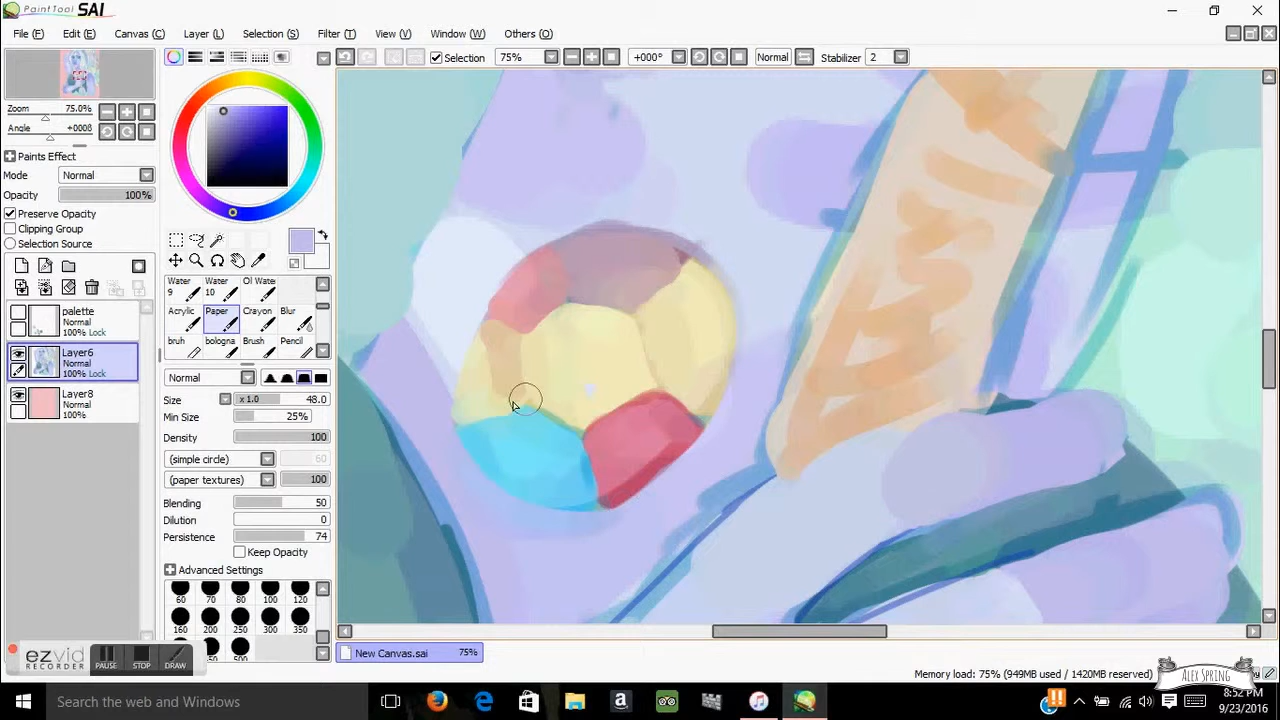 PaintTool SAI
File (F) Edit (E) Canvas (C) Layer (L) Selection (S) Filter (T) View (V) Window (W) Others (O)
Selection 75% +000° Normal Stabilizer 2
Zoom 75.0%
Angle
Paints Effect
Mode Normal
Opacity 100%
Preserve Opacity
Clipping Group
Selection Source
palette
Normal
100% Lock
Layer6
Normal
100% Lock
Layer8
Normal
100%
Water 9 Water 10 Ol Wate
Acrylic Paper Crayon Blur
bruh bologna Brush Pencil
Normal
Size x 1.0 48.0
Min Size 25%
Density 100
(simple circle) 60
(paper textures) 100
Blending 50
Dilution 0
Persistence 74
Keep Opacity
Advanced Settings
60 70 80 100 120
160 200 250 300 350
500
ezvid
RECORDER
PAUSE STOP DRAW
New Canvas.sai 75%
Memory load: 75% (949MB used / 1420MB reserved)
ALEX SPRING
Search the web and Windows
8:52 PM
9/23/2016